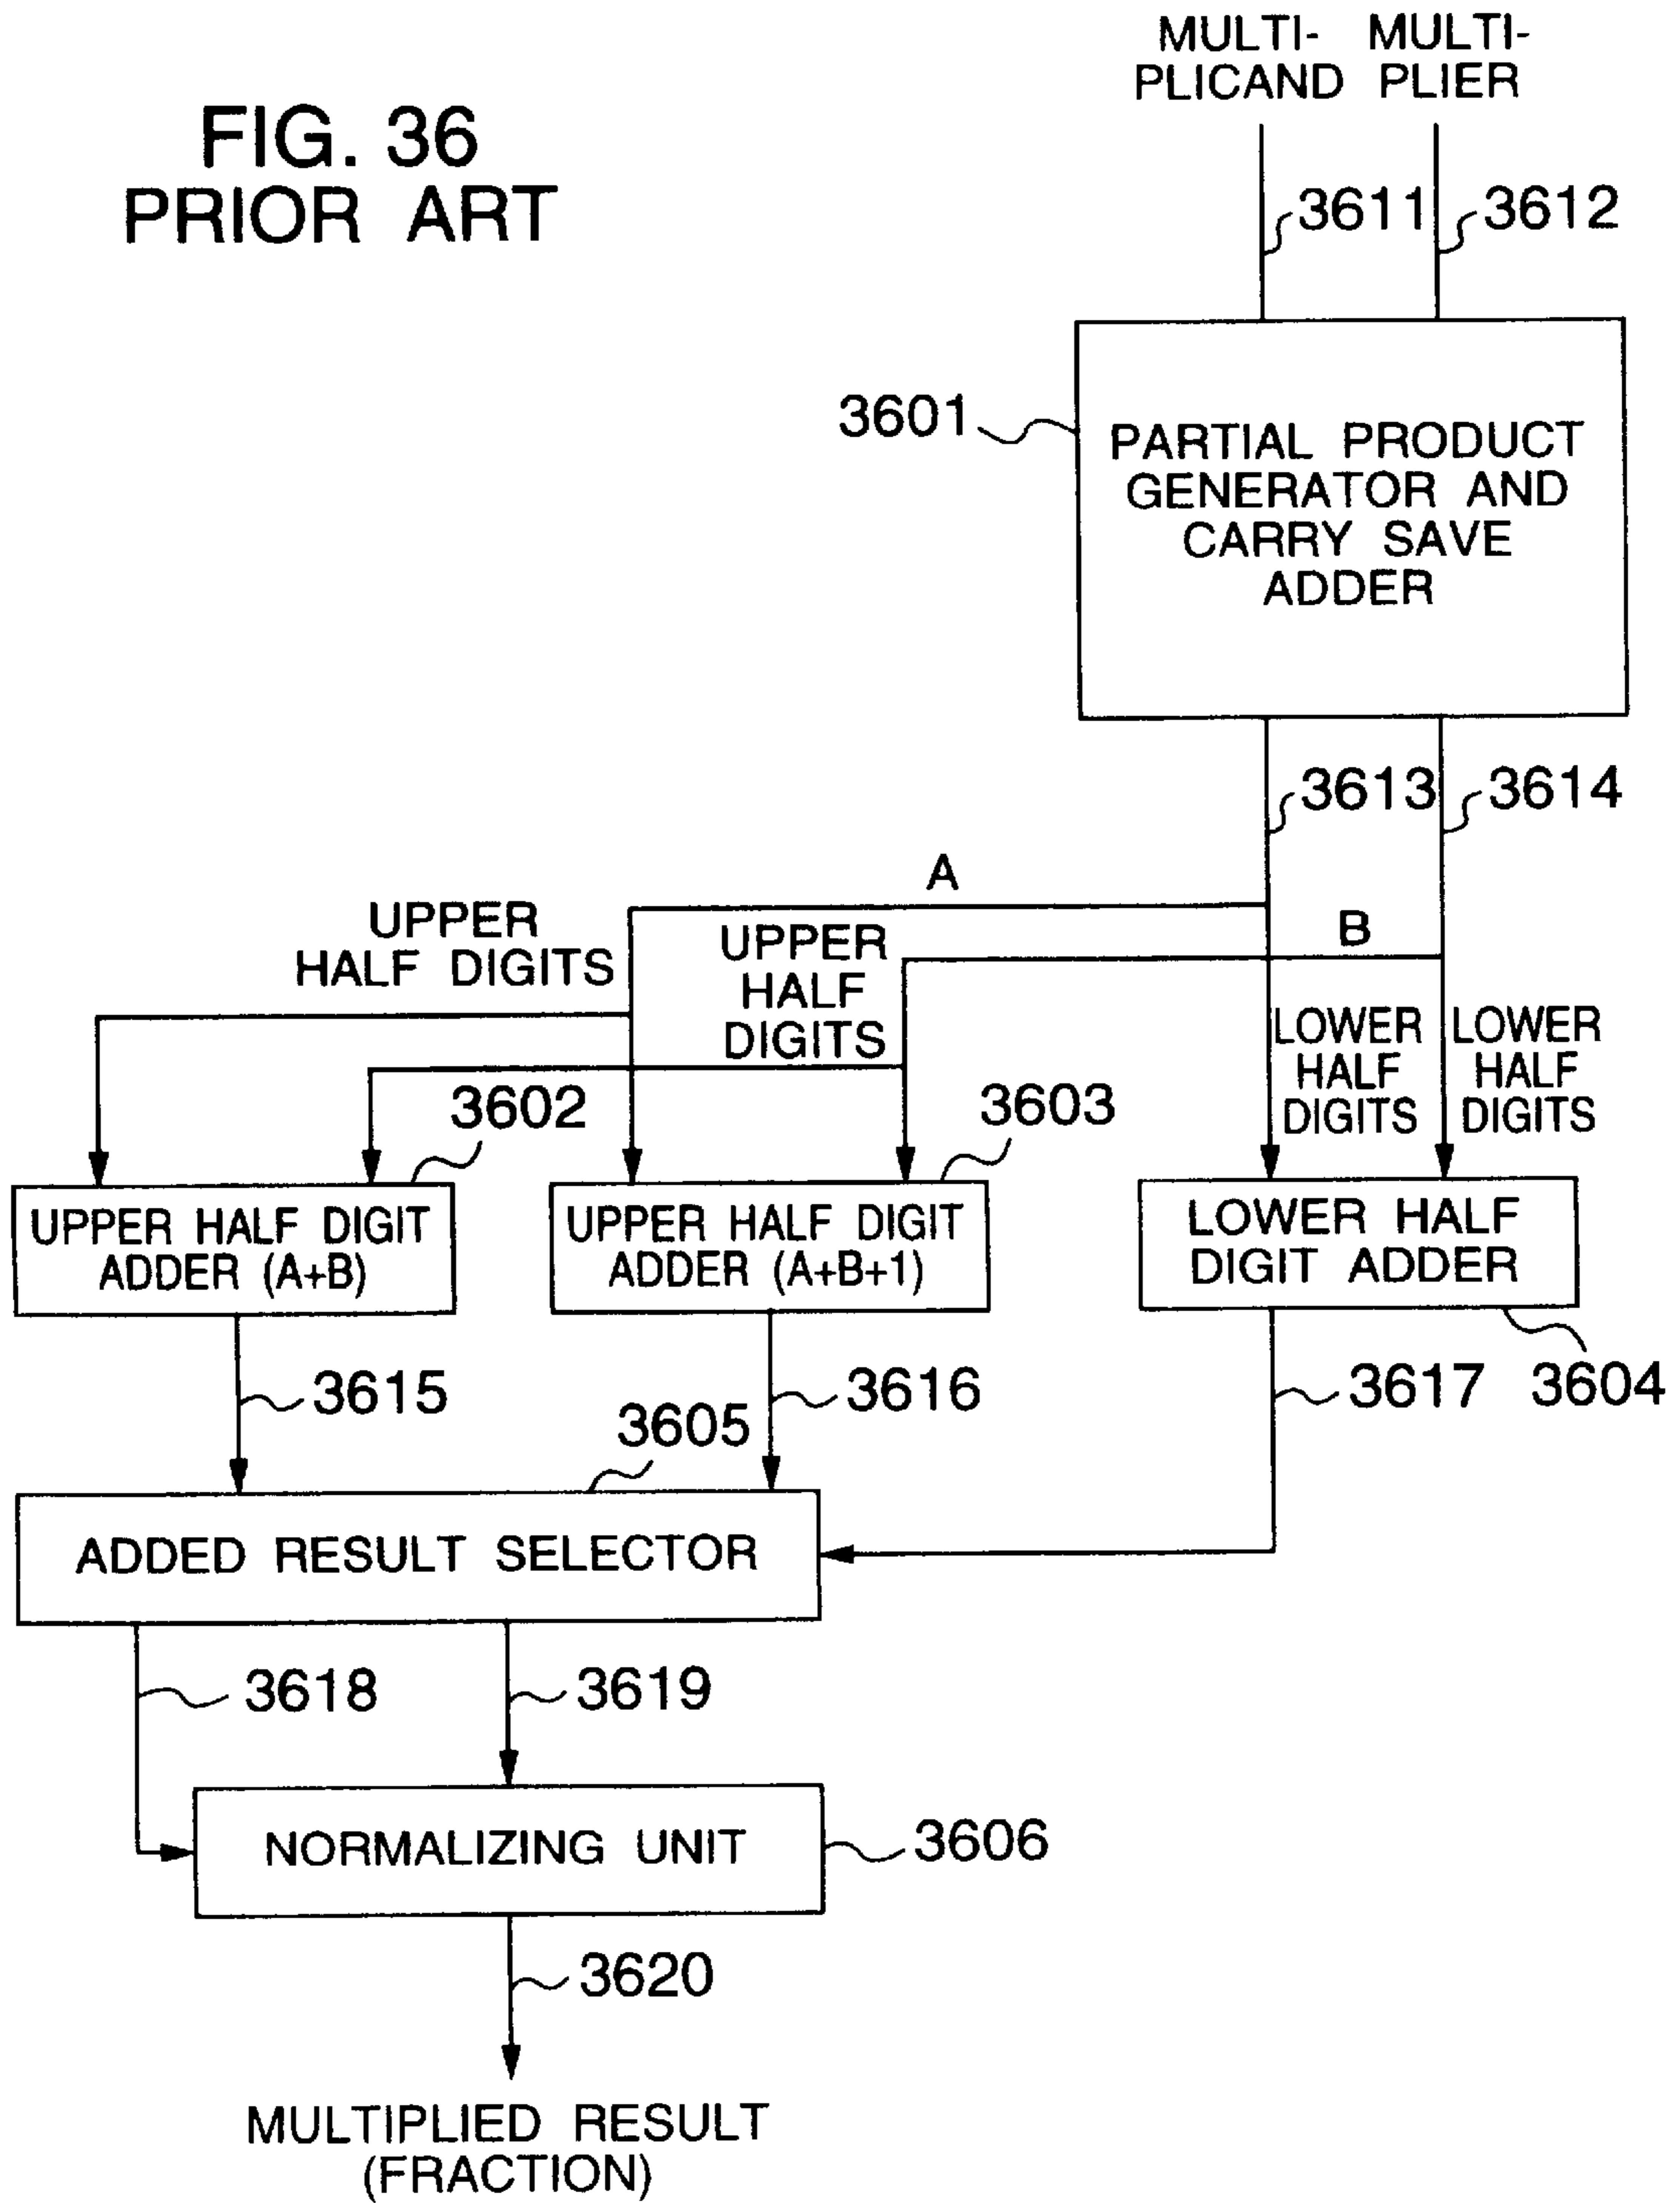 MULTI- MULTI-
PLICAND PLIER
FIG. 36
PRIOR ART
3611
3612
3601
PARTIAL PRODUCT
GENERATOR AND
CARRY SAVE
ADDER
3613
3614
A
B
UPPER
HALF DIGITS
UPPER
HALF
DIGITS
LOWER
HALF
DIGITS
LOWER
HALF
DIGITS
3602
3603
UPPER HALF DIGIT
ADDER (A+B)
UPPER HALF DIGIT
ADDER (A+B+1)
LOWER HALF
DIGIT ADDER
3615
3616
3617
3604
3605
ADDED RESULT SELECTOR
3618
3619
NORMALIZING UNIT
3606
3620
MULTIPLIED RESULT
(FRACTION)